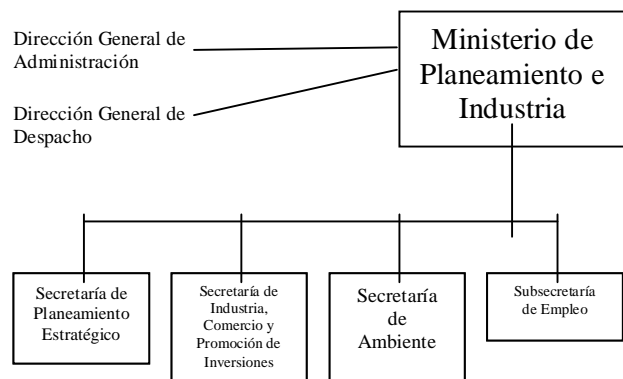 Dirección General de
Administración
Dirección General de
Despacho
Ministerio de
Planeamiento e
Industria
Secretaría de
Planeamiento
Estratégico
Secretaría de
Industria,
Comercio y
Promoción de
Inversiones
Secretaría
de
Ambiente
Subsecretaría
de Empleo